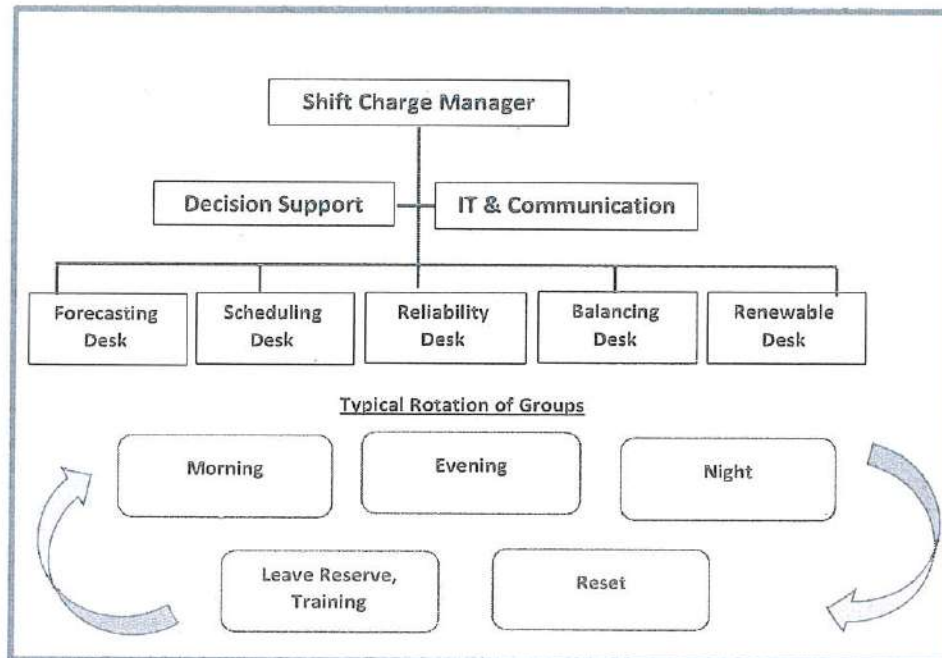 Shift Charge Manager
Decision Support
IT & Communication
Forecasting
Desk
Scheduling
Desk
Reliability
Desk
Balancing
Desk
Renewable
Desk
Typical Rotation of Groups
Morning
Evening
Night
Leave Reserve,
Training
Reset